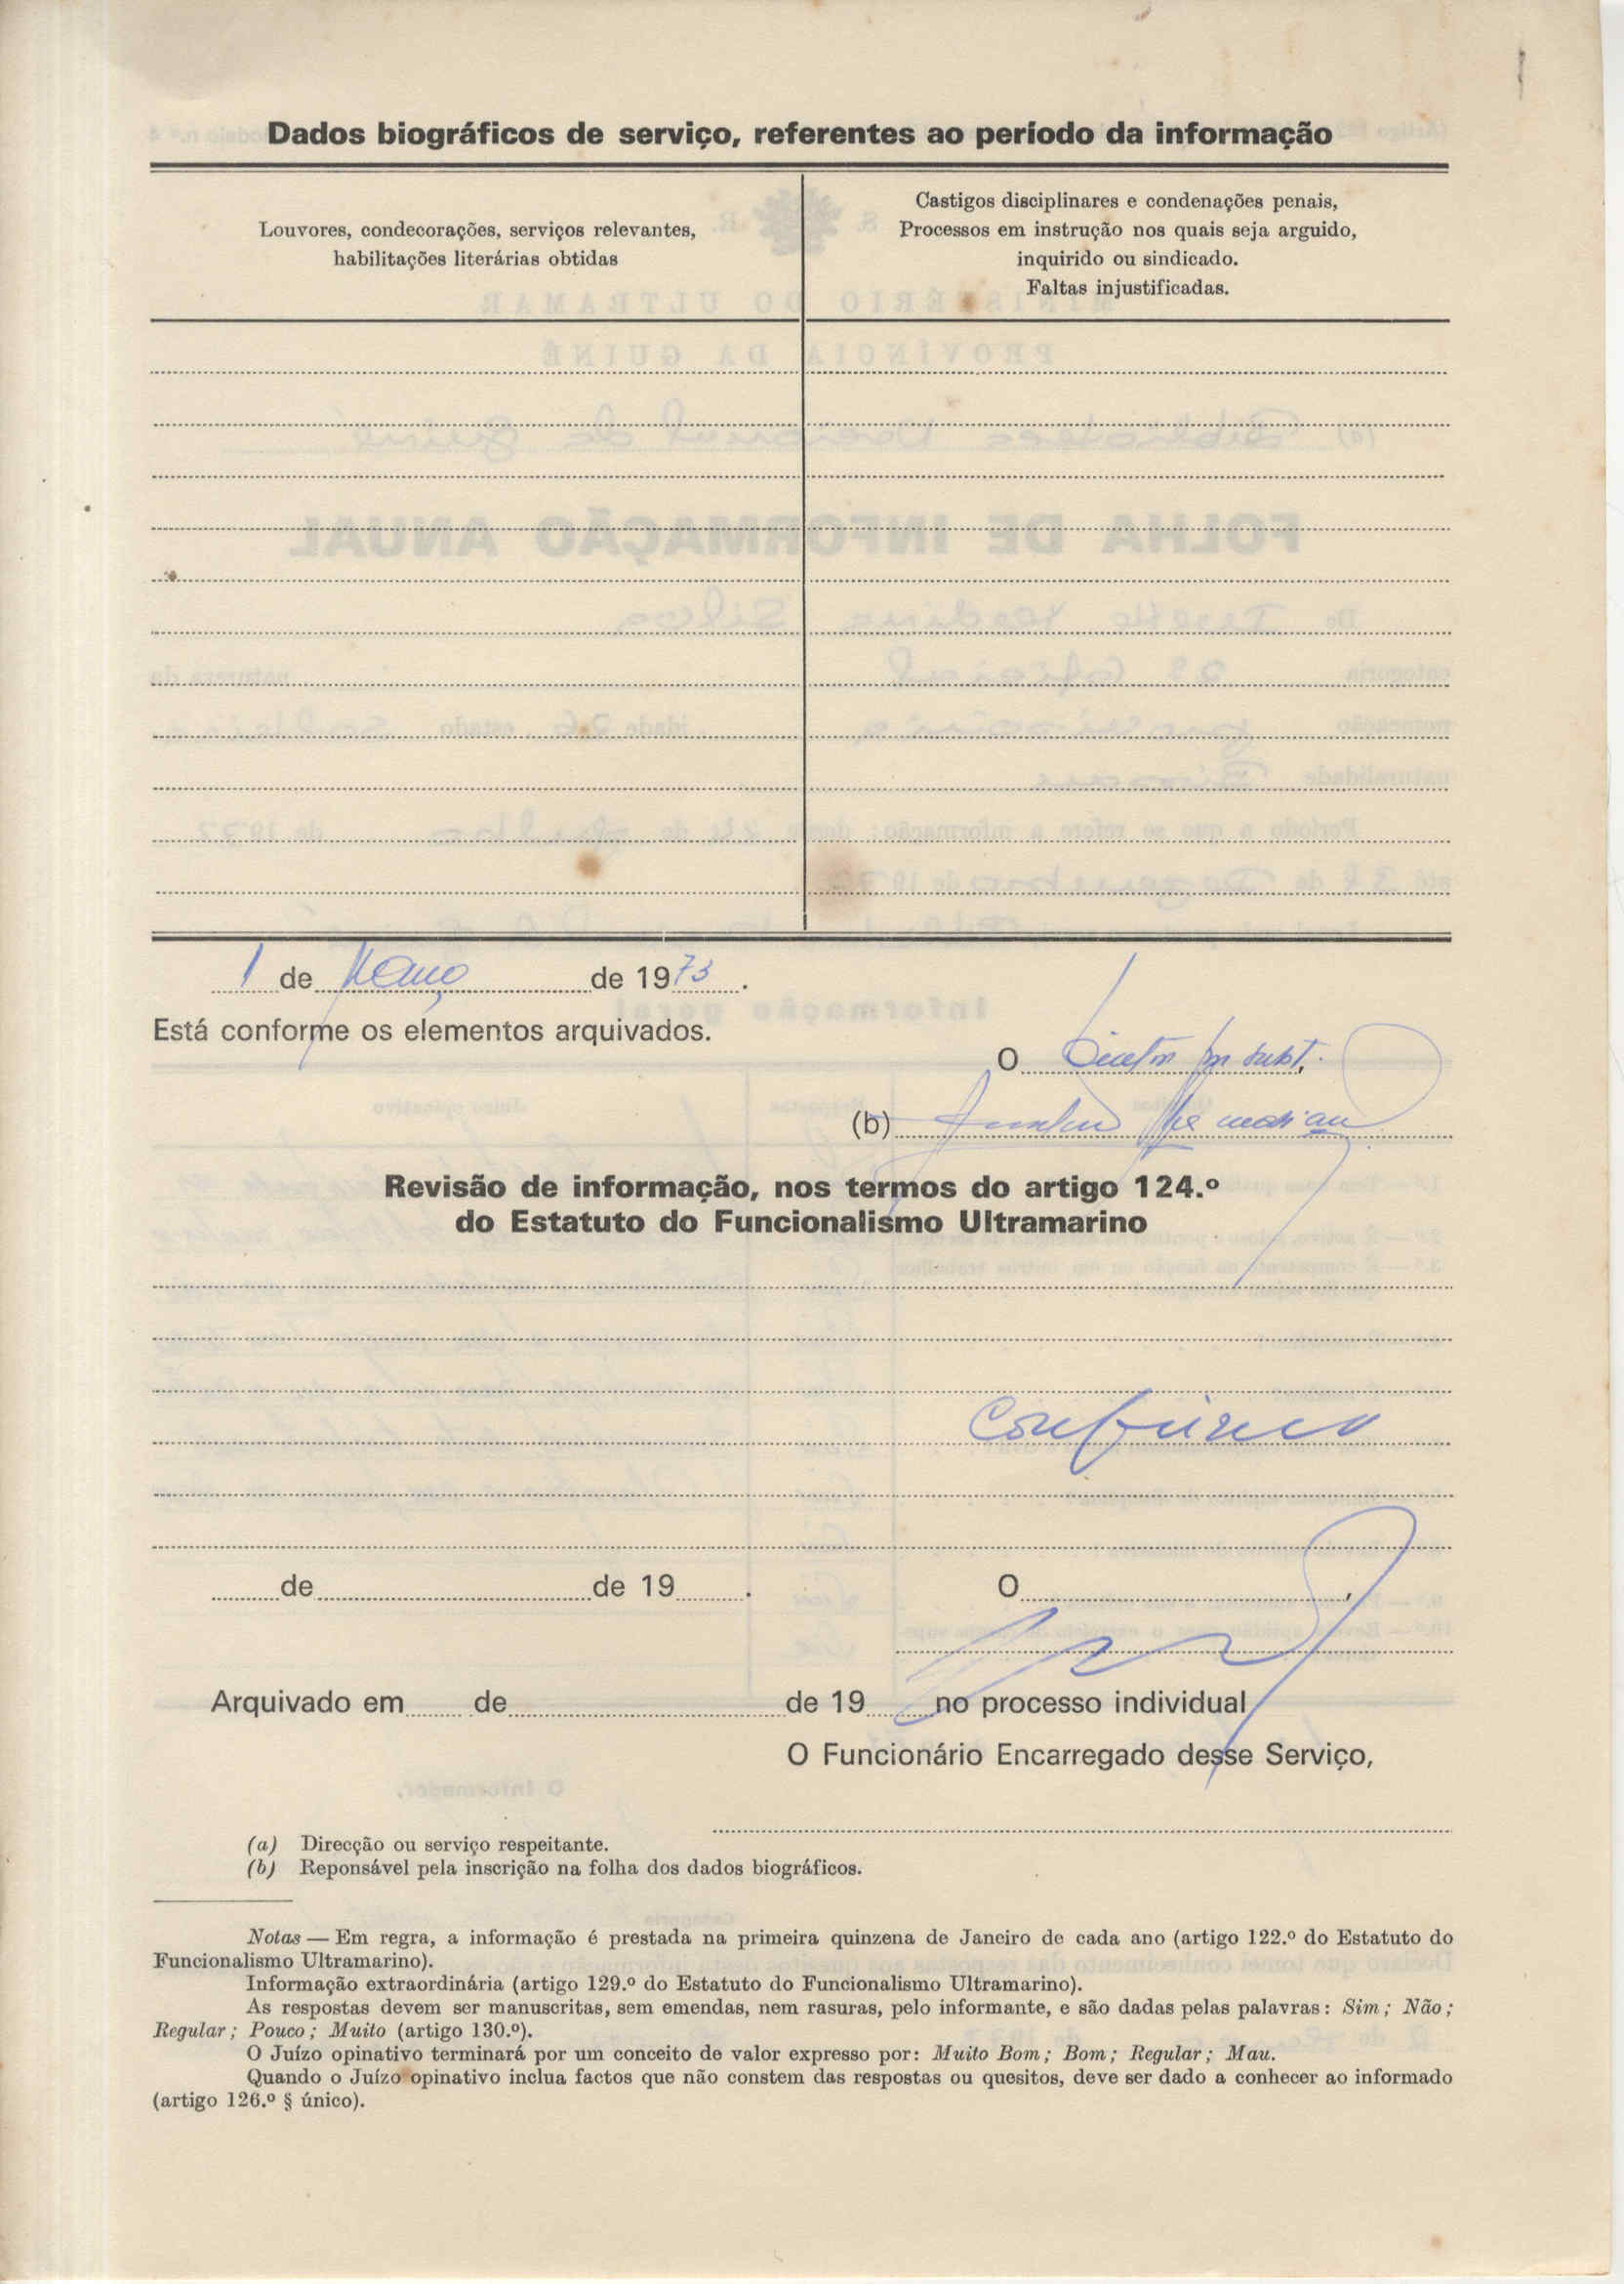 Dados biográficos de serviço, referentes ao período da informação
Louvores, condecorações, serviços relevantes,
habilitações literárias obtidas
Castigos disciplinares e condenações penais,
Processos em instrução nos quais seja arguido,
inquirido ou sindicado.
Faltas injustificadas.
1 de Março de 1973.
Está conforme os elementos arquivados.
O Director por subst.,
(b)
Revisão de informação, nos termos do artigo 124.º
do Estatuto do Funcionalismo Ultramarino
Confirmo
de de 19 .
O ,
Arquivado em de de 19 no processo individual
O Funcionário Encarregado desse Serviço,
(a) Direcção ou serviço respeitante.
(b) Reponsável pela inscrição na folha dos dados biográficos.
Notas — Em regra, a informação é prestada na primeira quinzena de Janeiro de cada ano (artigo 122.º do Estatuto do
Funcionalismo Ultramarino).
Informação extraordinária (artigo 129.º do Estatuto do Funcionalismo Ultramarino).
As respostas devem ser manuscritas, sem emendas, nem rasuras, pelo informante, e são dadas pelas palavras: Sim; Não;
Regular; Pouco; Muito (artigo 130.º).
O Juízo opinativo terminará por um conceito de valor expresso por: Muito Bom; Bom; Regular; Mau.
Quando o Juízo opinativo inclua factos que não constem das respostas ou quesitos, deve ser dado a conhecer ao informado
(artigo 126.º § único).